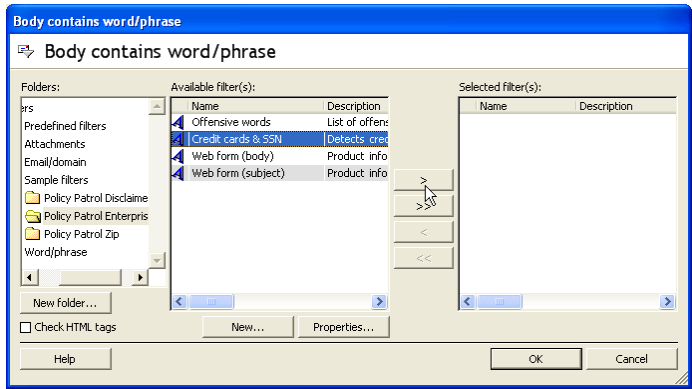 Body contains word/phrase
Body contains word/phrase
Folders:
ers
Predefined filters
Attachments
Email/domain
Sample filters
Policy Patrol Disclaime
Policy Patrol Enterpris
Policy Patrol Zip
Word/phrase
New folder...
Check HTML tags
Available filter(s):
Name Description
Offensive words List of offens
Credit cards & SSN Detects cred
Web form (body) Product info
Web form (subject) Product info
New... Properties...
>
>>
<
<<
Selected filter(s):
Name Description
Help OK Cancel